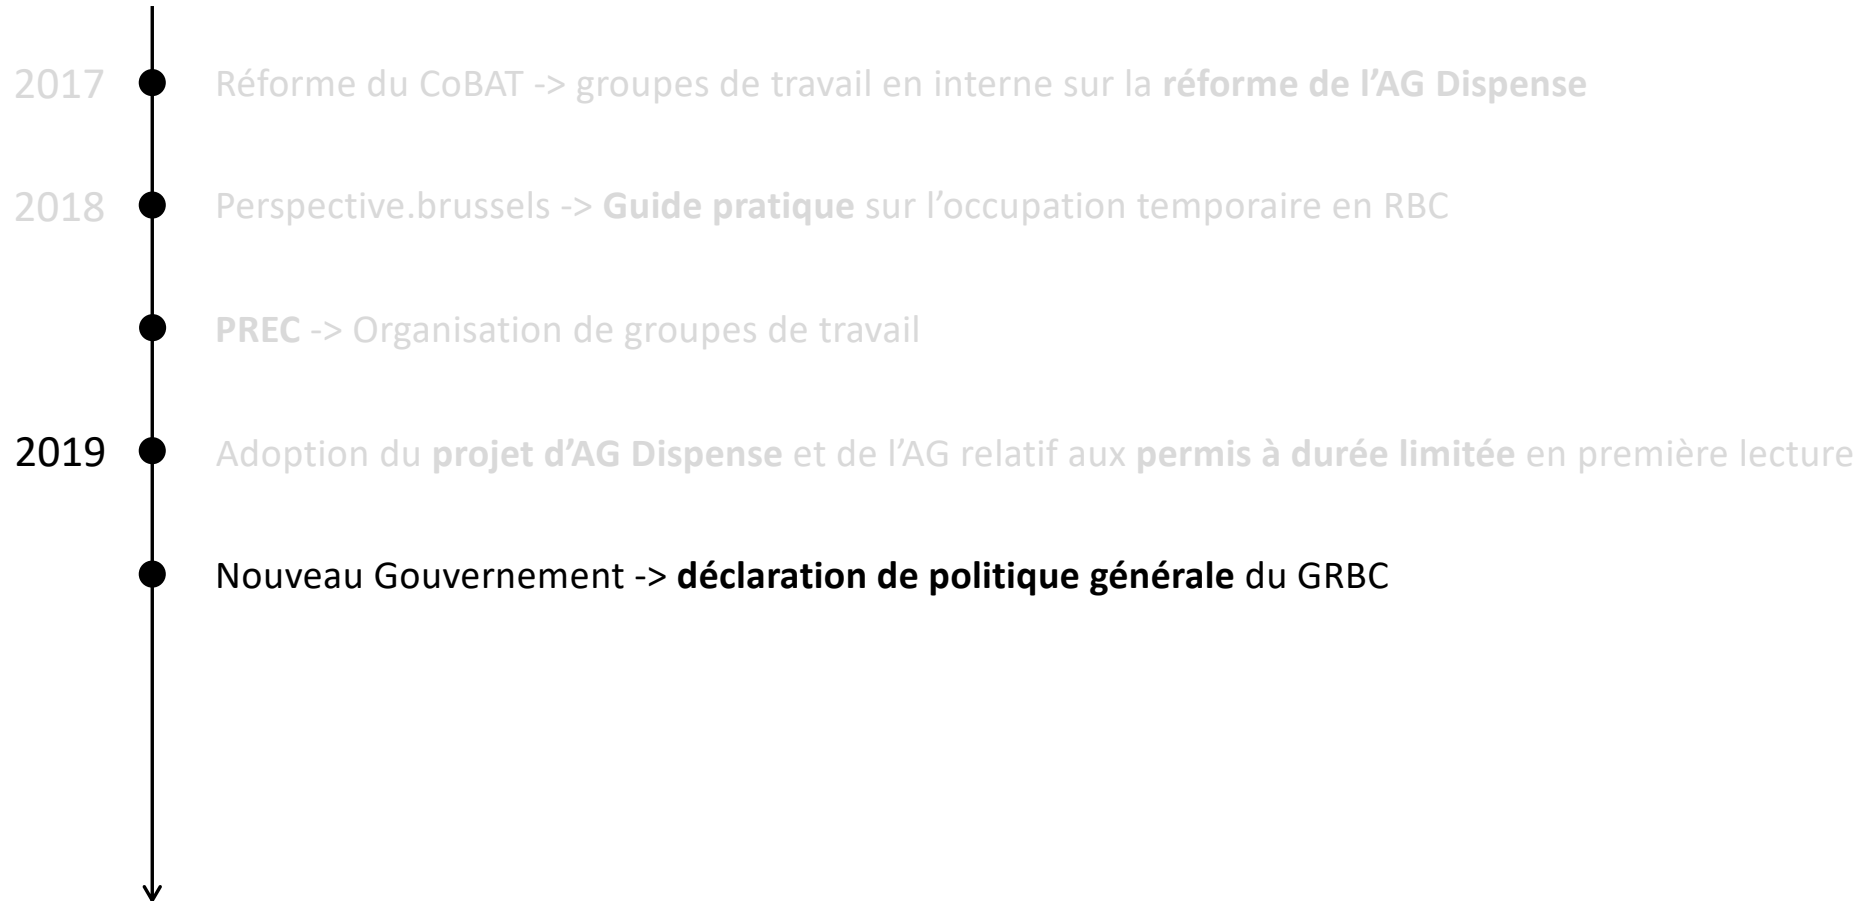 2017 Réforme du CoBAT -> groupes de travail en interne sur la réforme de l’AG Dispense
2018 Perspective.brussels -> Guide pratique sur l’occupation temporaire en RBC
PREC -> Organisation de groupes de travail
2019 Adoption du projet d’AG Dispense et de l’AG relatif aux permis à durée limitée en première lecture
Nouveau Gouvernement -> déclaration de politique générale du GRBC